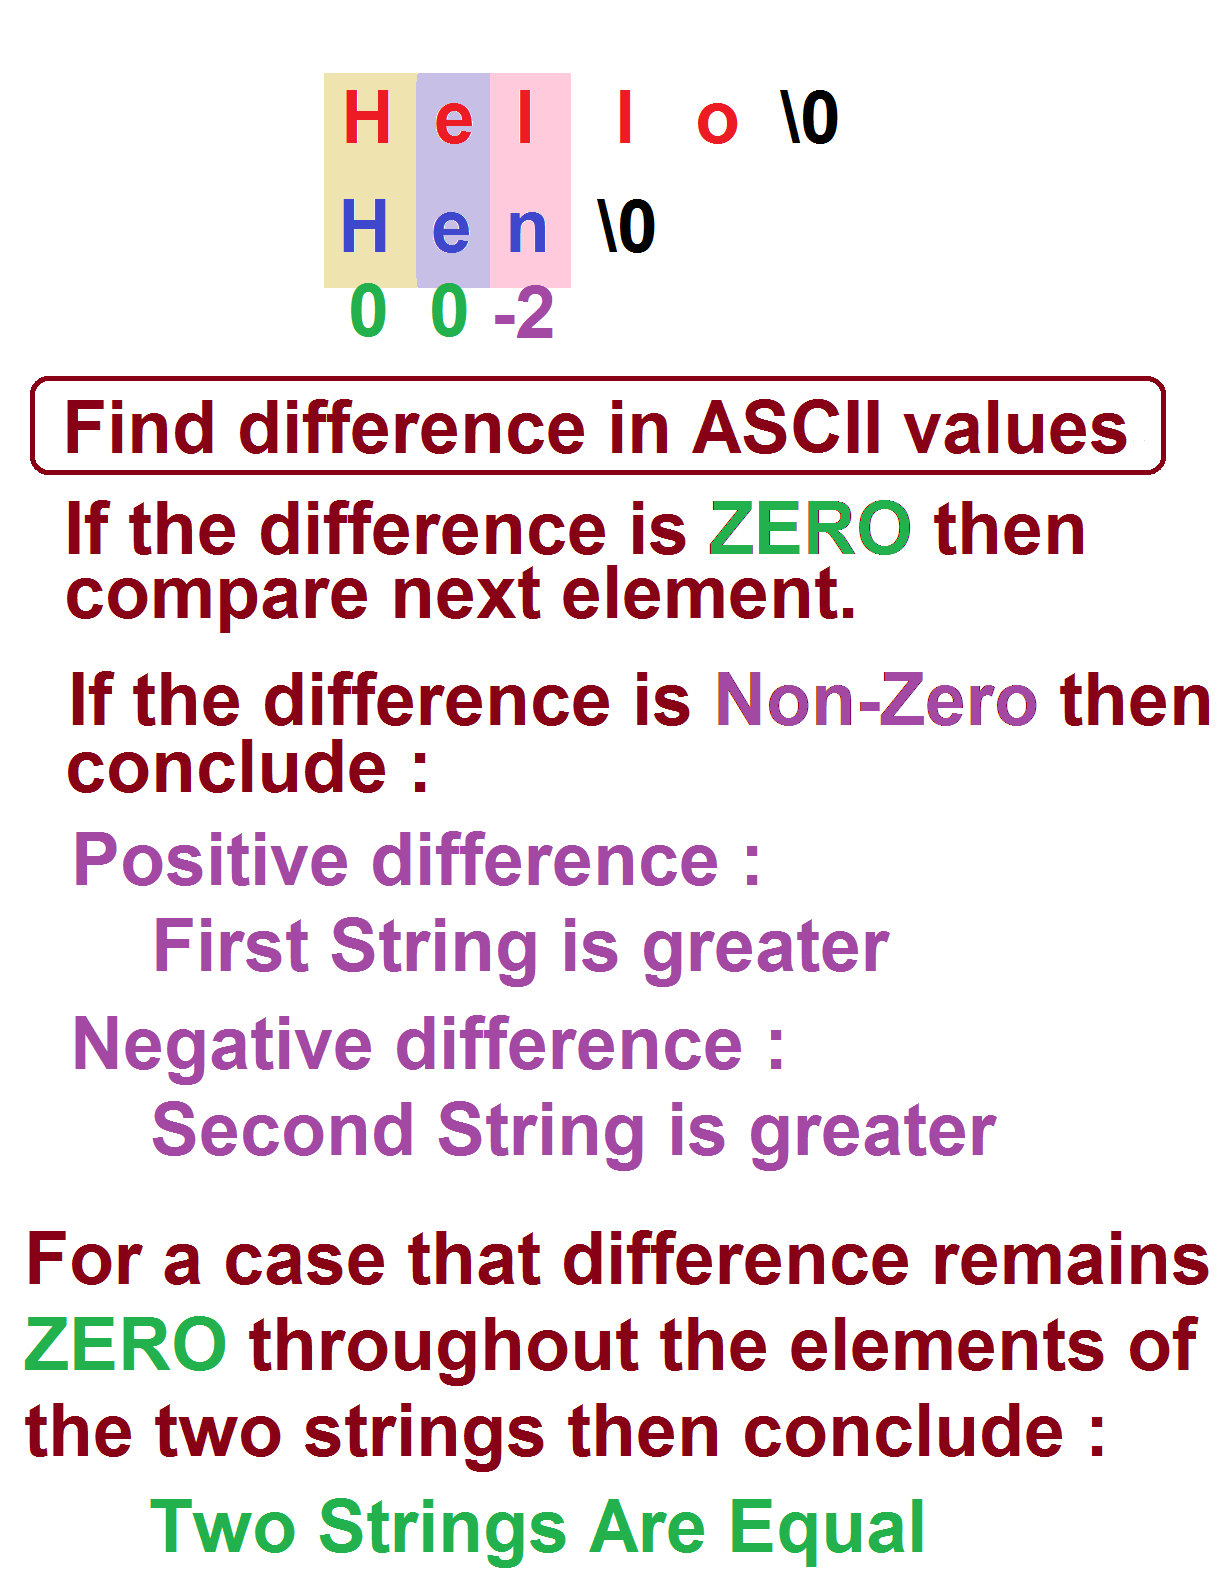 H e l l o \0
H e n \0
0 0 -2
Find difference in ASCII values
If the difference is ZERO then
compare next element.
If the difference is Non-Zero then
conclude :
Positive difference :
First String is greater
Negative difference :
Second String is greater
For a case that difference remains
ZERO throughout the elements of
the two strings then conclude :
Two Strings Are Equal